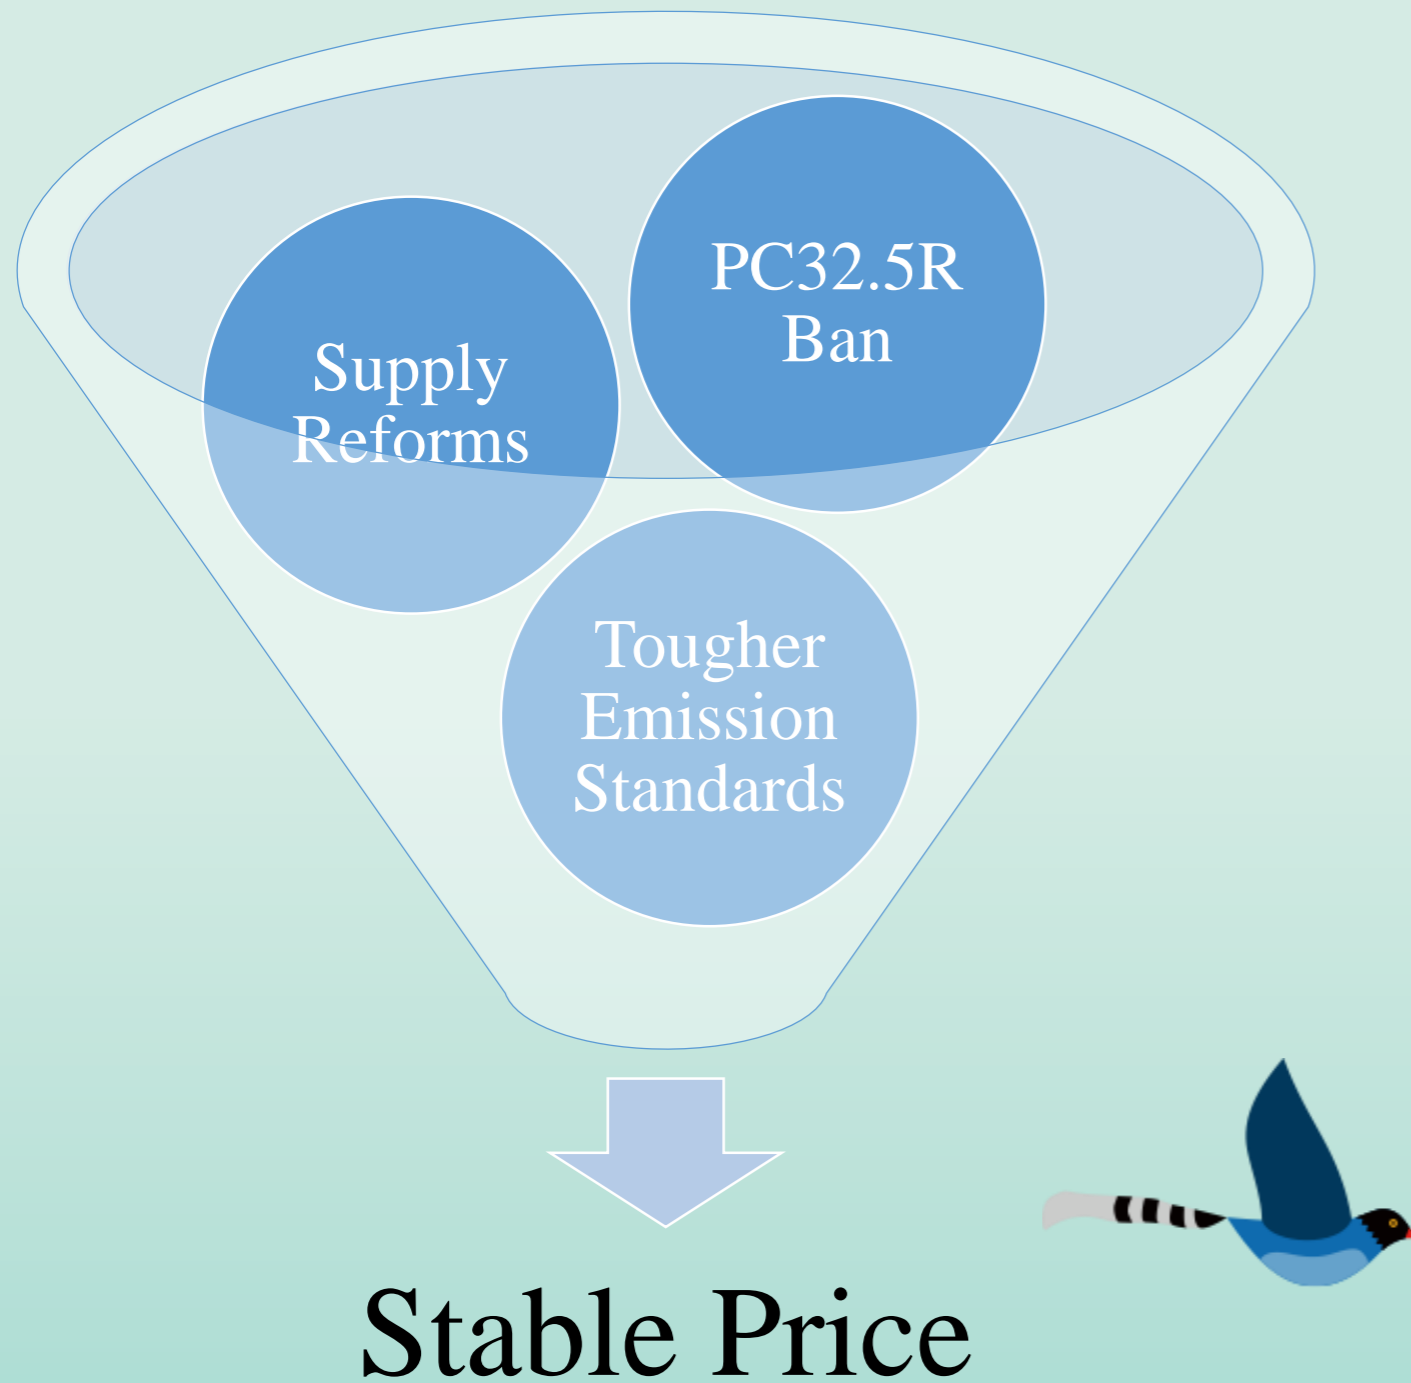 PC32.5R
Ban
Supply
Reforms
Tougher
Emission
Standards
Stable Price